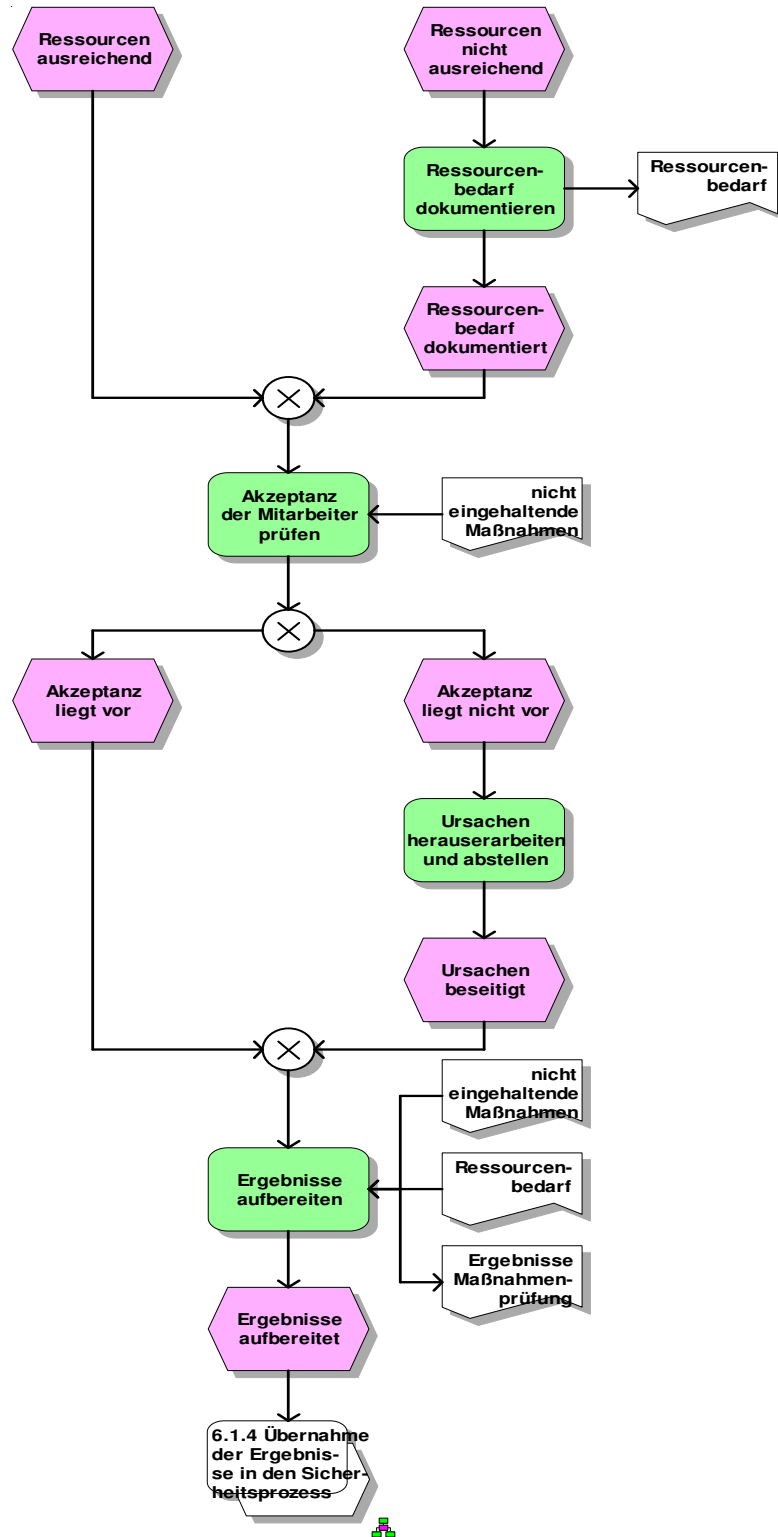 Ressourcen
ausreichend
Ressourcen
nicht
ausreichend
Ressourcen-
bedarf
dokumentieren
Ressourcen-
bedarf
Ressourcen-
bedarf
dokumentiert
Akzeptanz
der Mitarbeiter
prüfen
nicht
eingehaltende
Maßnahmen
Akzeptanz
liegt vor
Akzeptanz
liegt nicht vor
Ursachen
herauserarbeiten
und abstellen
Ursachen
beseitigt
nicht
eingehaltende
Maßnahmen
Ressourcen-
bedarf
Ergebnisse
aufbereiten
Ergebnisse
Maßnahmen-
prüfung
Ergebnisse
aufbereitet
6.1.4 Übernahme
der Ergebnis-
se in den Sicher-
heitsprozess